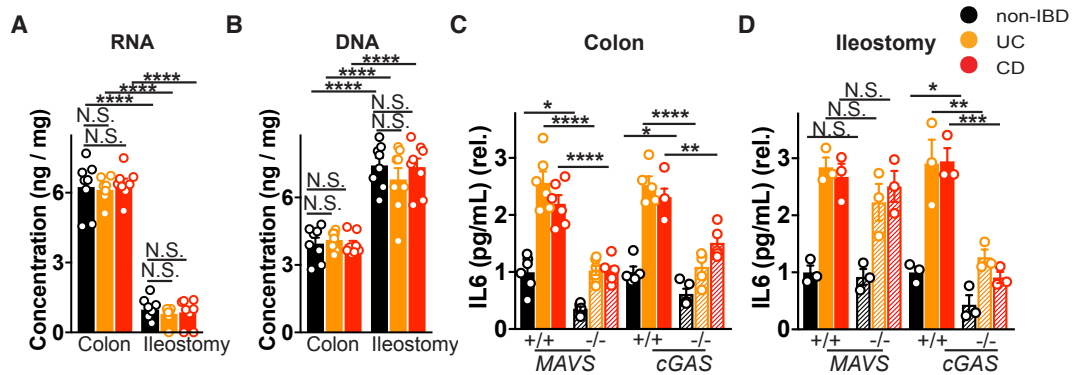 A
RNA
Concentration (ng / mg)
6
3
0
****
****
****
N.S.
N.S.
N.S.
N.S.
Colon Ileostomy
B
DNA
Concentration (ng / mg)
6
3
0
****
****
****
N.S.
N.S.
N.S.
N.S.
Colon Ileostomy
C
Colon
IL6 (pg/mL) (rel.)
3
2
1
0
* ****
**** *
**** **
+/+ -/- +/+ -/-
MAVS cGAS
D
Ileostomy
IL6 (pg/mL) (rel.)
3
2
1
0
N.S. *
N.S. **
N.S. ***
+/+ -/- +/+ -/-
MAVS cGAS
non-IBD
UC
CD